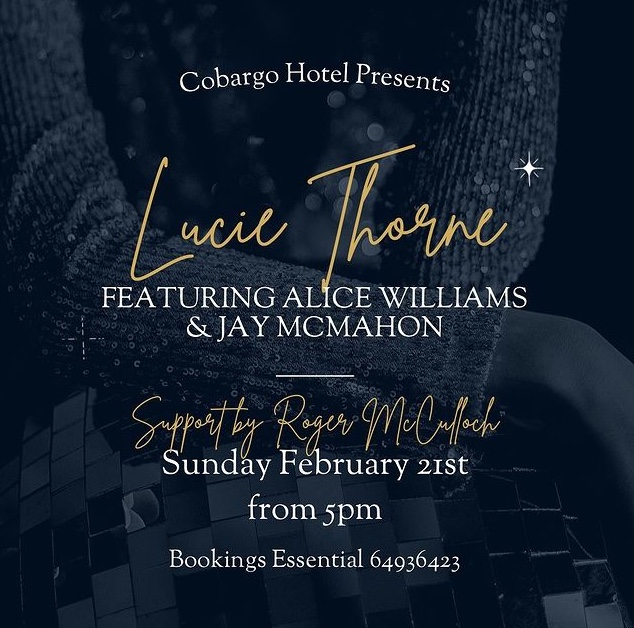 Cobargo Hotel Presents
Lucie Thorne
FEATURING ALICE WILLIAMS
& JAY MCMAHON
Support by Roger McCulloch
Sunday February 21st
from 5pm
Bookings Essential 64936423